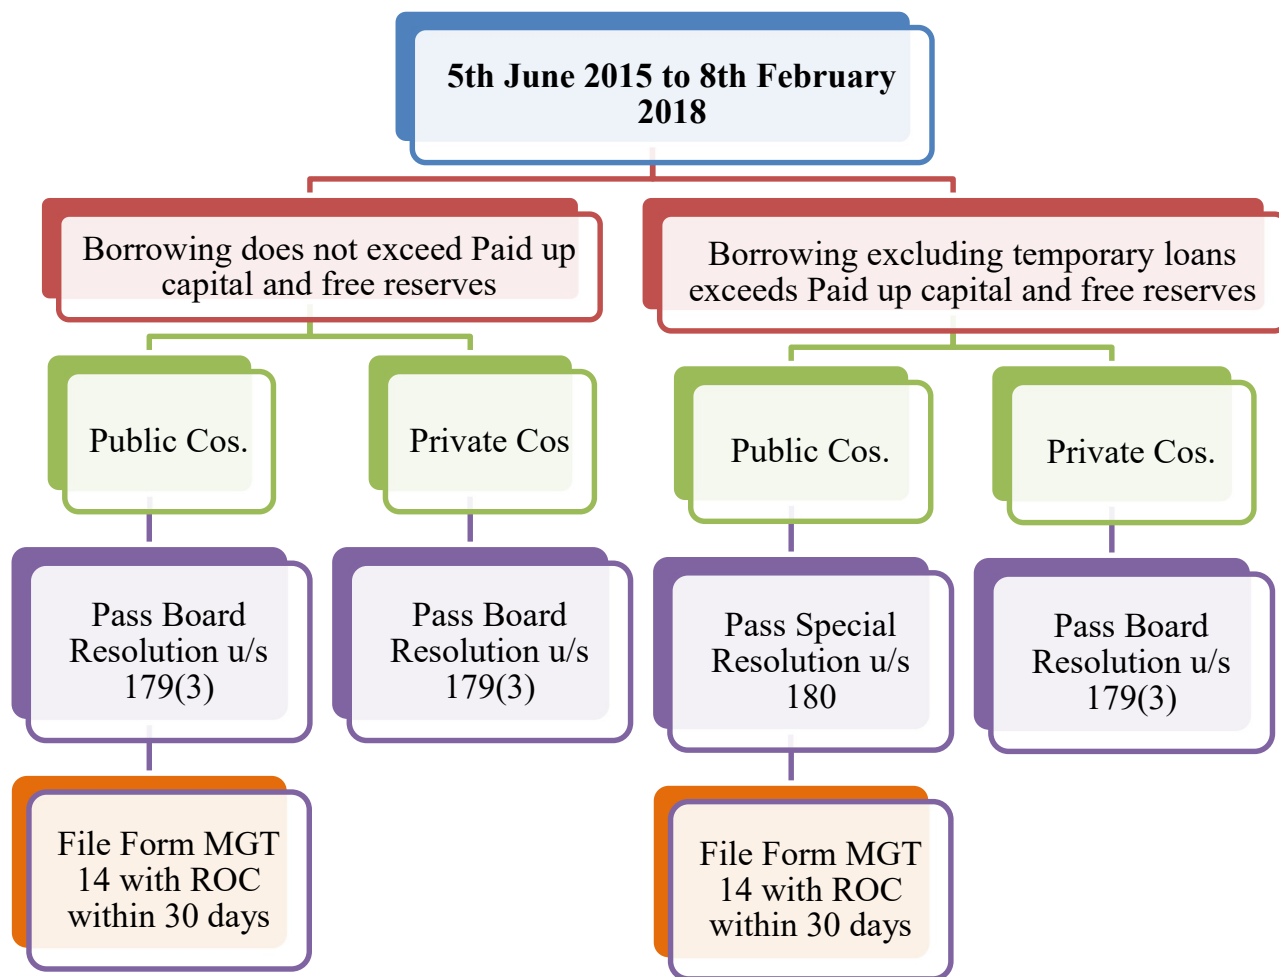 5th June 2015 to 8th February
2018
Borrowing does not exceed Paid up
capital and free reserves
Borrowing excluding temporary loans
exceeds Paid up capital and free reserves
Public Cos.
Private Cos
Public Cos.
Private Cos.
Pass Board
Resolution u/s
179(3)
Pass Board
Resolution u/s
179(3)
Pass Special
Resolution u/s
180
Pass Board
Resolution u/s
179(3)
File Form MGT
14 with ROC
within 30 days
File Form MGT
14 with ROC
within 30 days